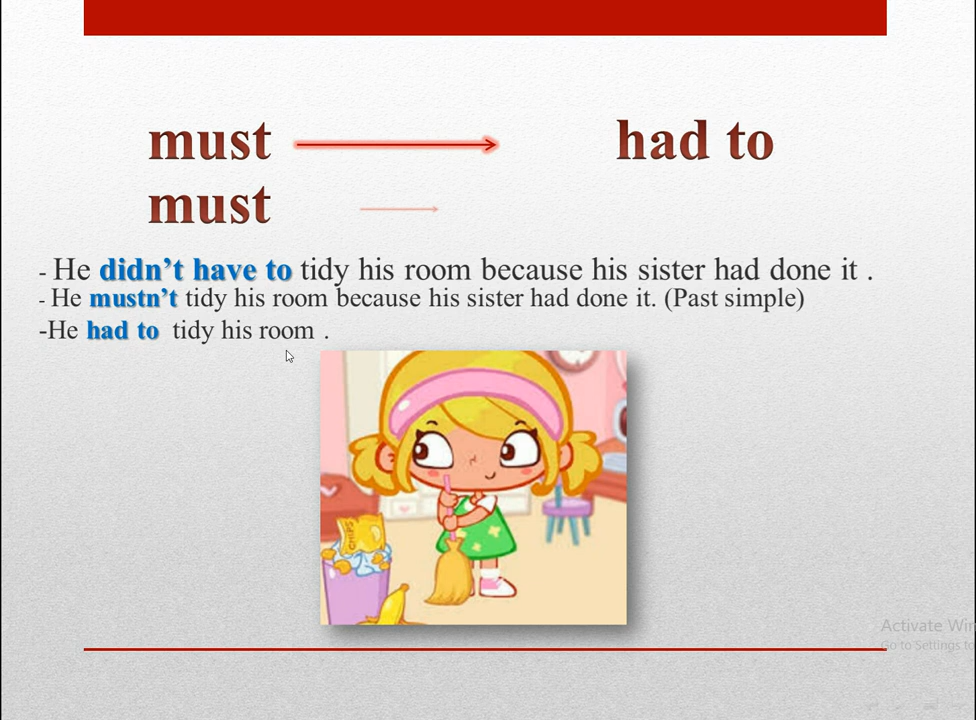 must had to
must
- He didn’t have to tidy his room because his sister had done it .
- He mustn’t tidy his room because his sister had done it. (Past simple)
-He had to tidy his room .
CHIPS
Activate Win
Go to Settings to